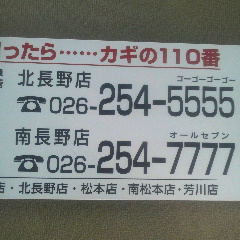 ったら……カギの110番
北長野店
ゴーゴーゴーゴー
☎026-254-5555
南長野店
オールセブン
☎026-254-7777
店・北長野店・松本店・南松本店・芳川店